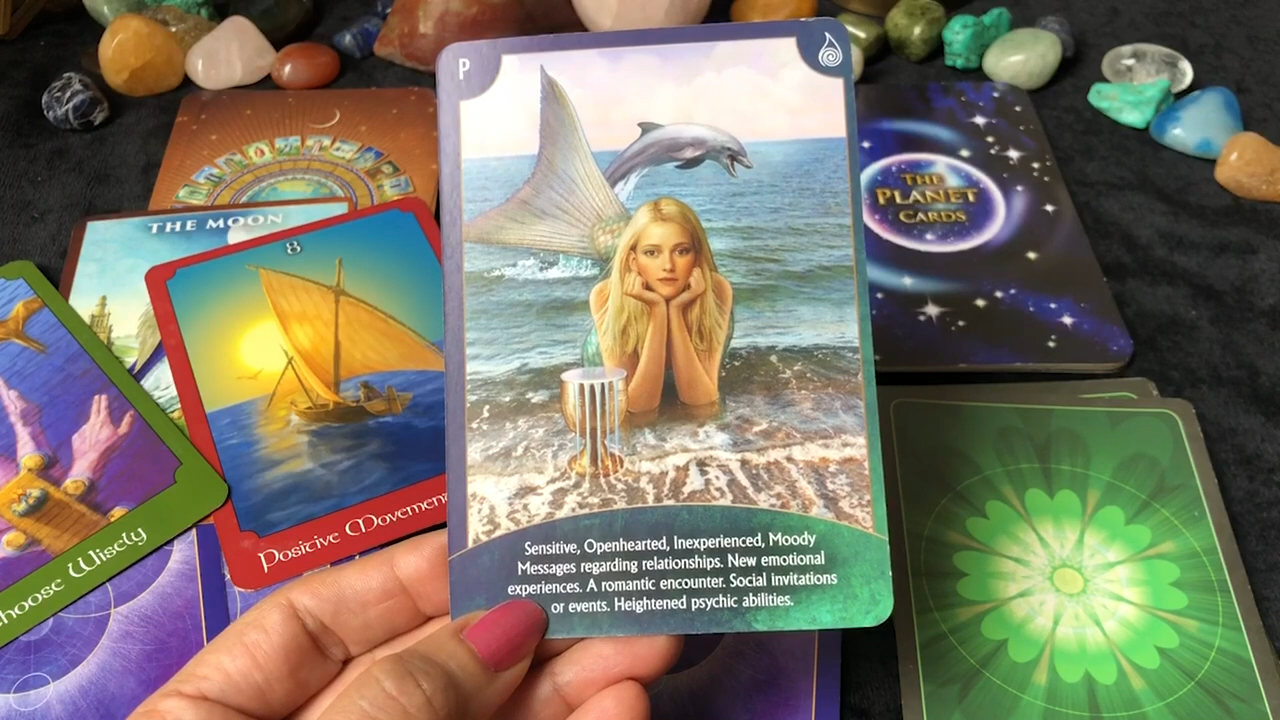 P
THE
PLANET
CARDS
THE MOON
8
Positive Movement
Choose Wisely
Sensitive, Openhearted, Inexperienced, Moody
Messages regarding relationships. New emotional
experiences. A romantic encounter. Social invitations
or events. Heightened psychic abilities.